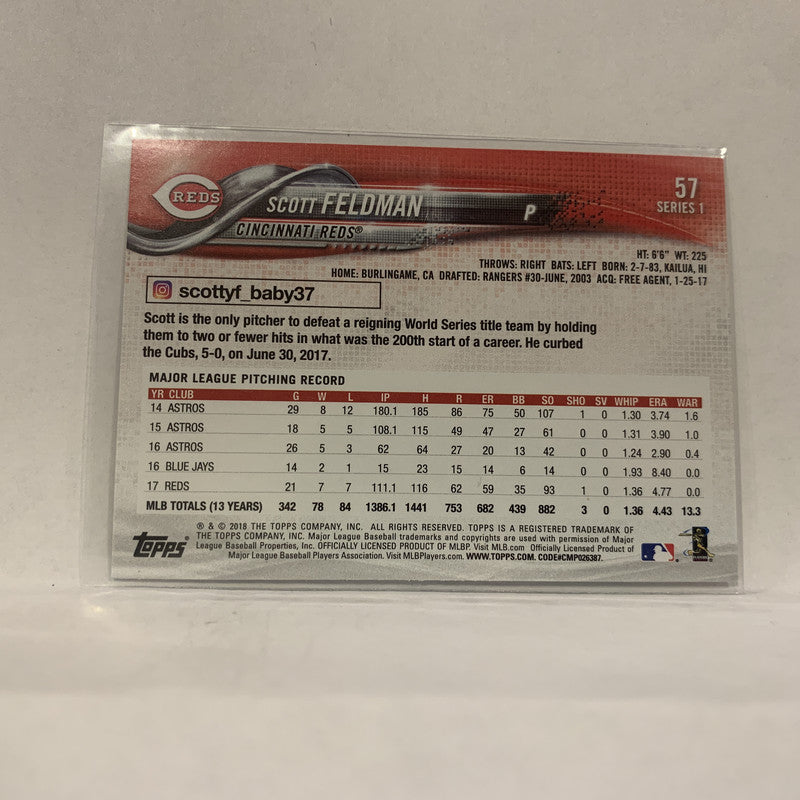 REDS
SCOTT FELDMAN
P
57
SERIES 1
CINCINNATI REDS®
HT: 6'6" WT: 225
THROWS: RIGHT BATS: LEFT BORN: 2-7-83, KAILUA, HI
HOME: BURLINGAME, CA DRAFTED: RANGERS #30-JUNE, 2003 ACQ: FREE AGENT, 1-25-17
scottyf_baby37
Scott is the only pitcher to defeat a reigning World Series title team by holding
them to two or fewer hits in what was the 200th start of a career. He curbed
the Cubs, 5-0, on June 30, 2017.
MAJOR LEAGUE PITCHING RECORD
YR CLUB G W L IP H R ER BB SO SHO SV WHIP ERA WAR
14 ASTROS 29 8 12 180.1 185 86 75 50 107 1 0 1.30 3.74 1.6
15 ASTROS 18 5 5 108.1 115 49 47 27 61 0 0 1.31 3.90 1.0
16 ASTROS 26 5 3 62 64 27 20 13 42 0 0 1.24 2.90 0.4
16 BLUE JAYS 14 2 1 15 23 15 14 6 14 0 0 1.93 8.40 0.0
17 REDS 21 7 7 111.1 116 62 59 35 93 1 0 1.36 4.77 0.0
MLB TOTALS (13 YEARS) 342 78 84 1386.1 1441 753 682 439 882 3 0 1.36 4.43 13.3
® & © 2018 THE TOPPS COMPANY, INC. ALL RIGHTS RESERVED. TOPPS IS A REGISTERED TRADEMARK OF
THE TOPPS COMPANY, INC. Major League Baseball trademarks and copyrights are used with permission of Major
League Baseball Properties, Inc. OFFICIALLY LICENSED PRODUCT OF MLBP. Visit MLB.com Officially Licensed Product of
Major League Baseball Players Association. Visit MLBPlayers.com. WWW.TOPPS.COM. CODE#CMP026387.
Topps®